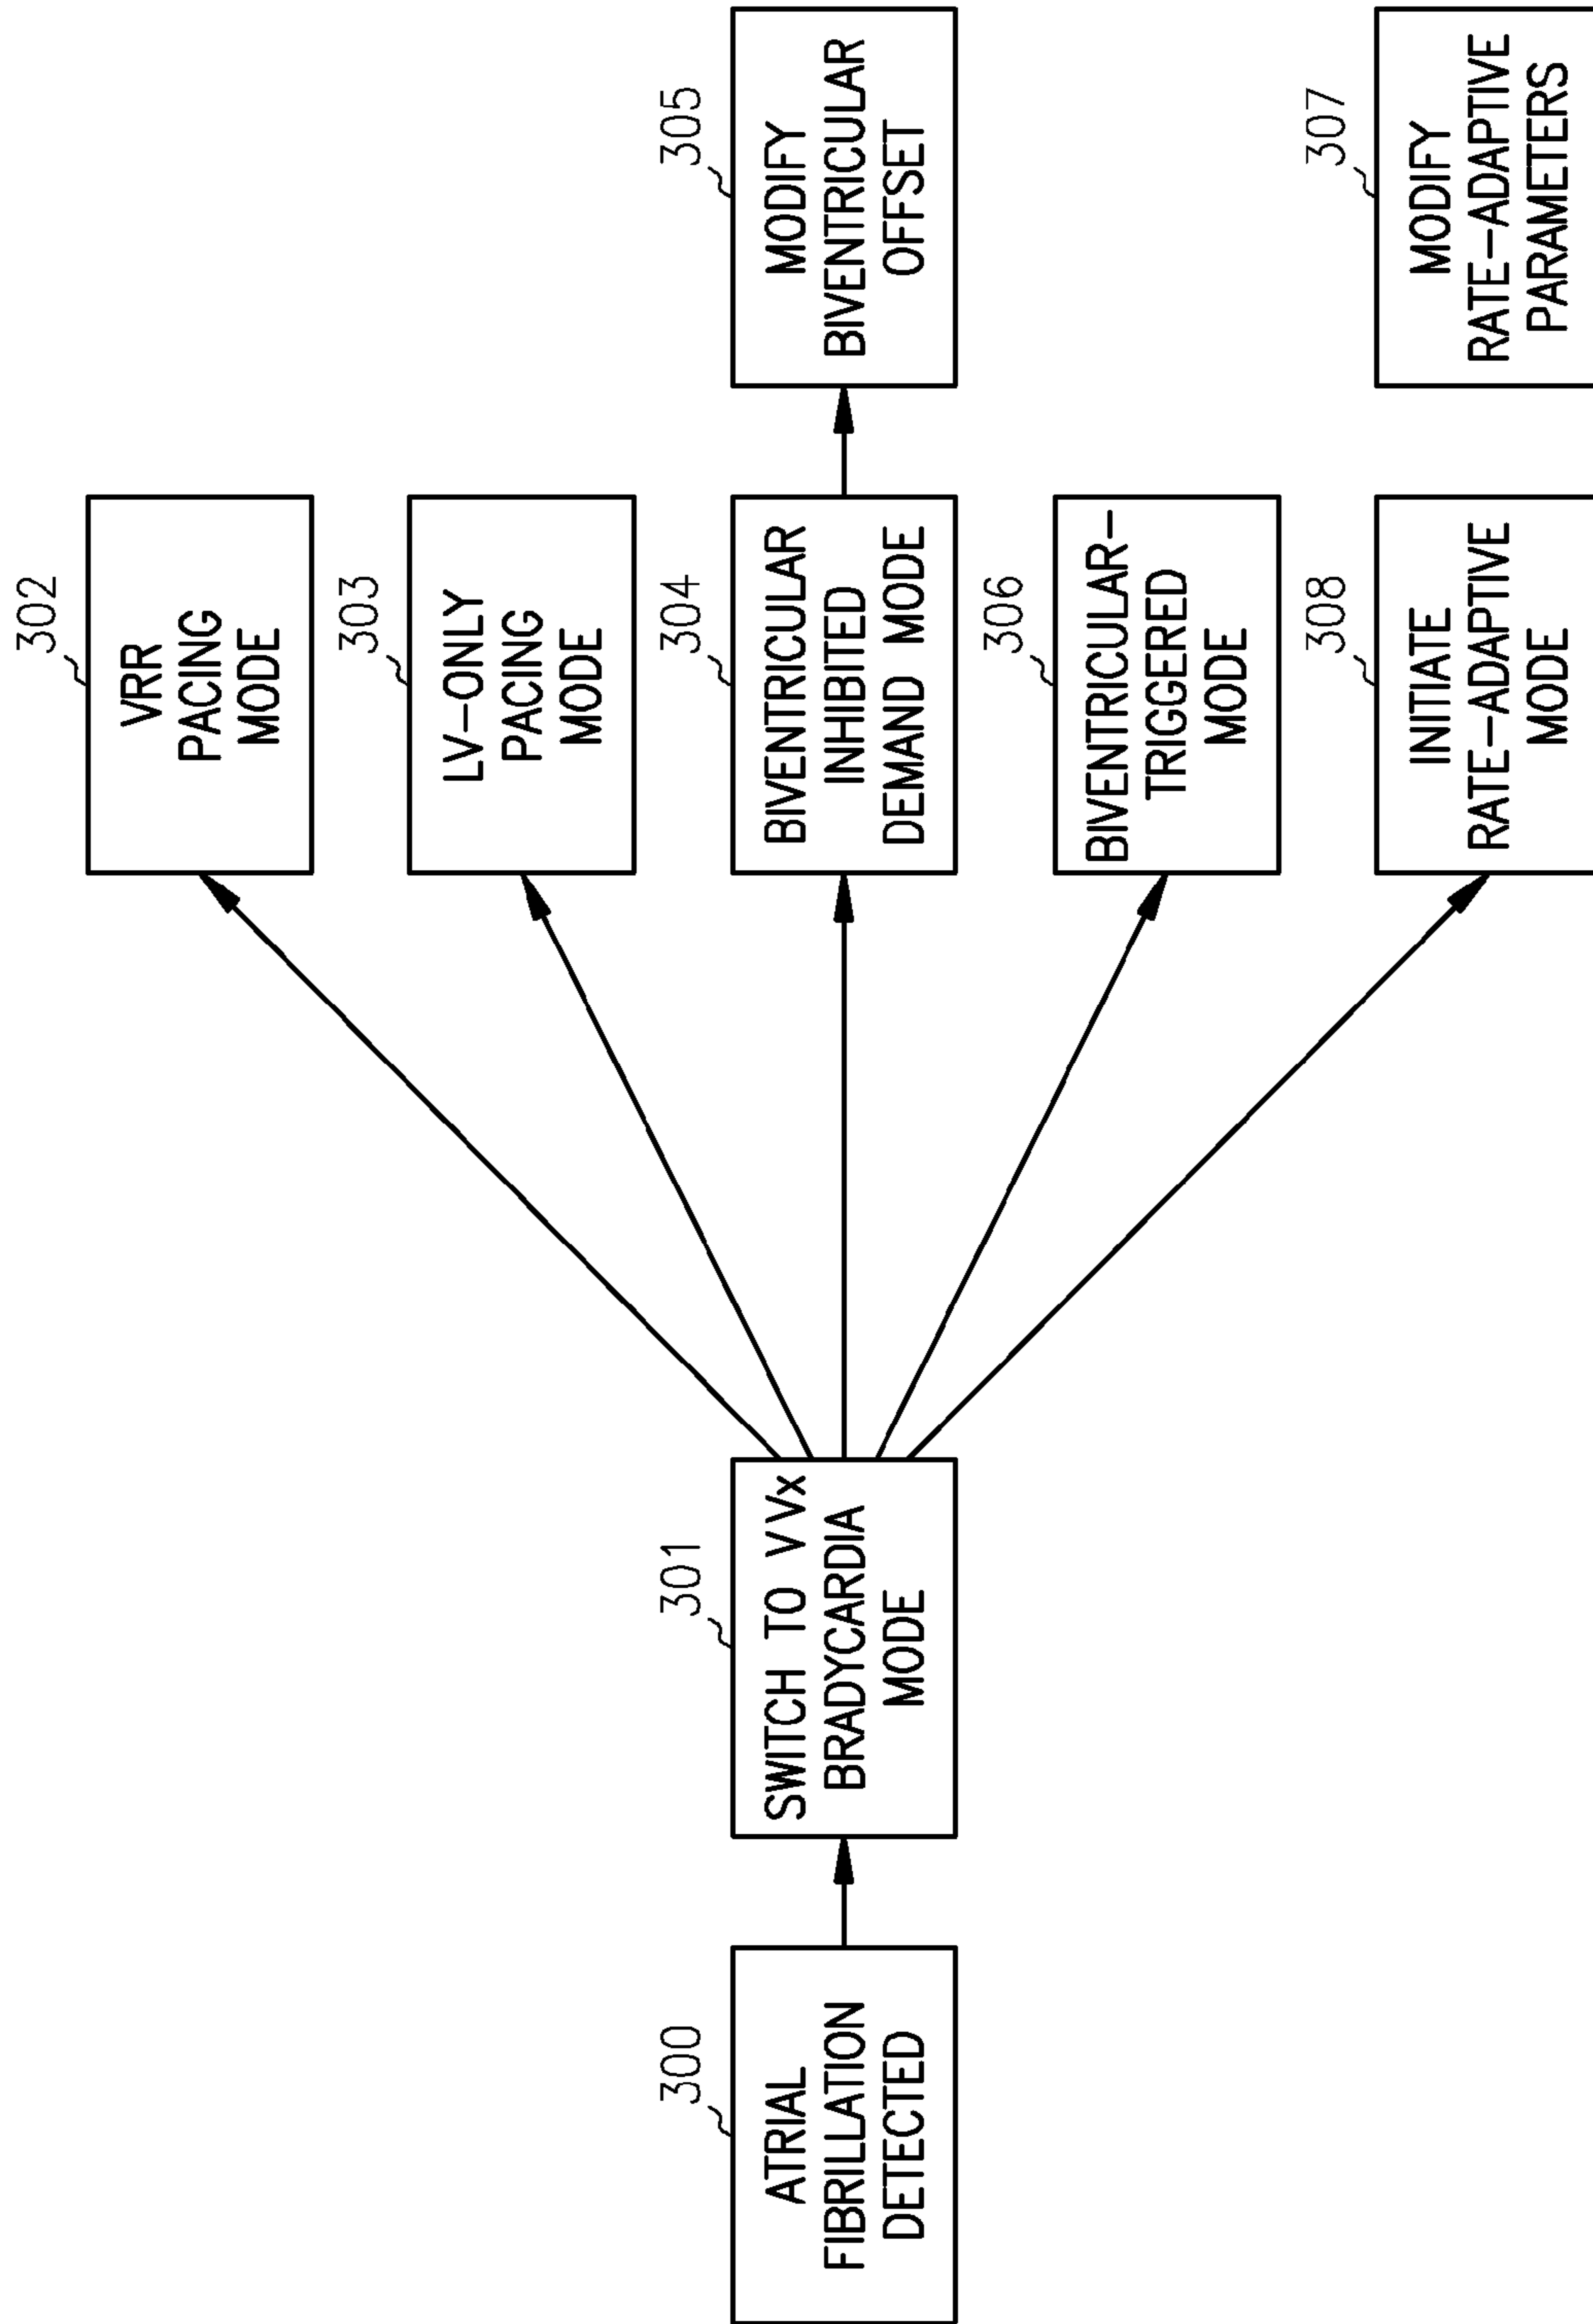 300
ATRIAL
FIBRILLATION
DETECTED
301
SWITCH TO VVx
BRADYCARDIA
MODE
302
VRR
PACING
MODE
303
LV-ONLY
PACING
MODE
304
BIVENTRICULAR
INHIBITED
DEMAND MODE
305
MODIFY
BIVENTRICULAR
OFFSET
306
BIVENTRICULAR-
TRIGGERED
MODE
308
INITIATE
RATE-ADAPTIVE
MODE
307
MODIFY
RATE-ADAPTIVE
PARAMETERS